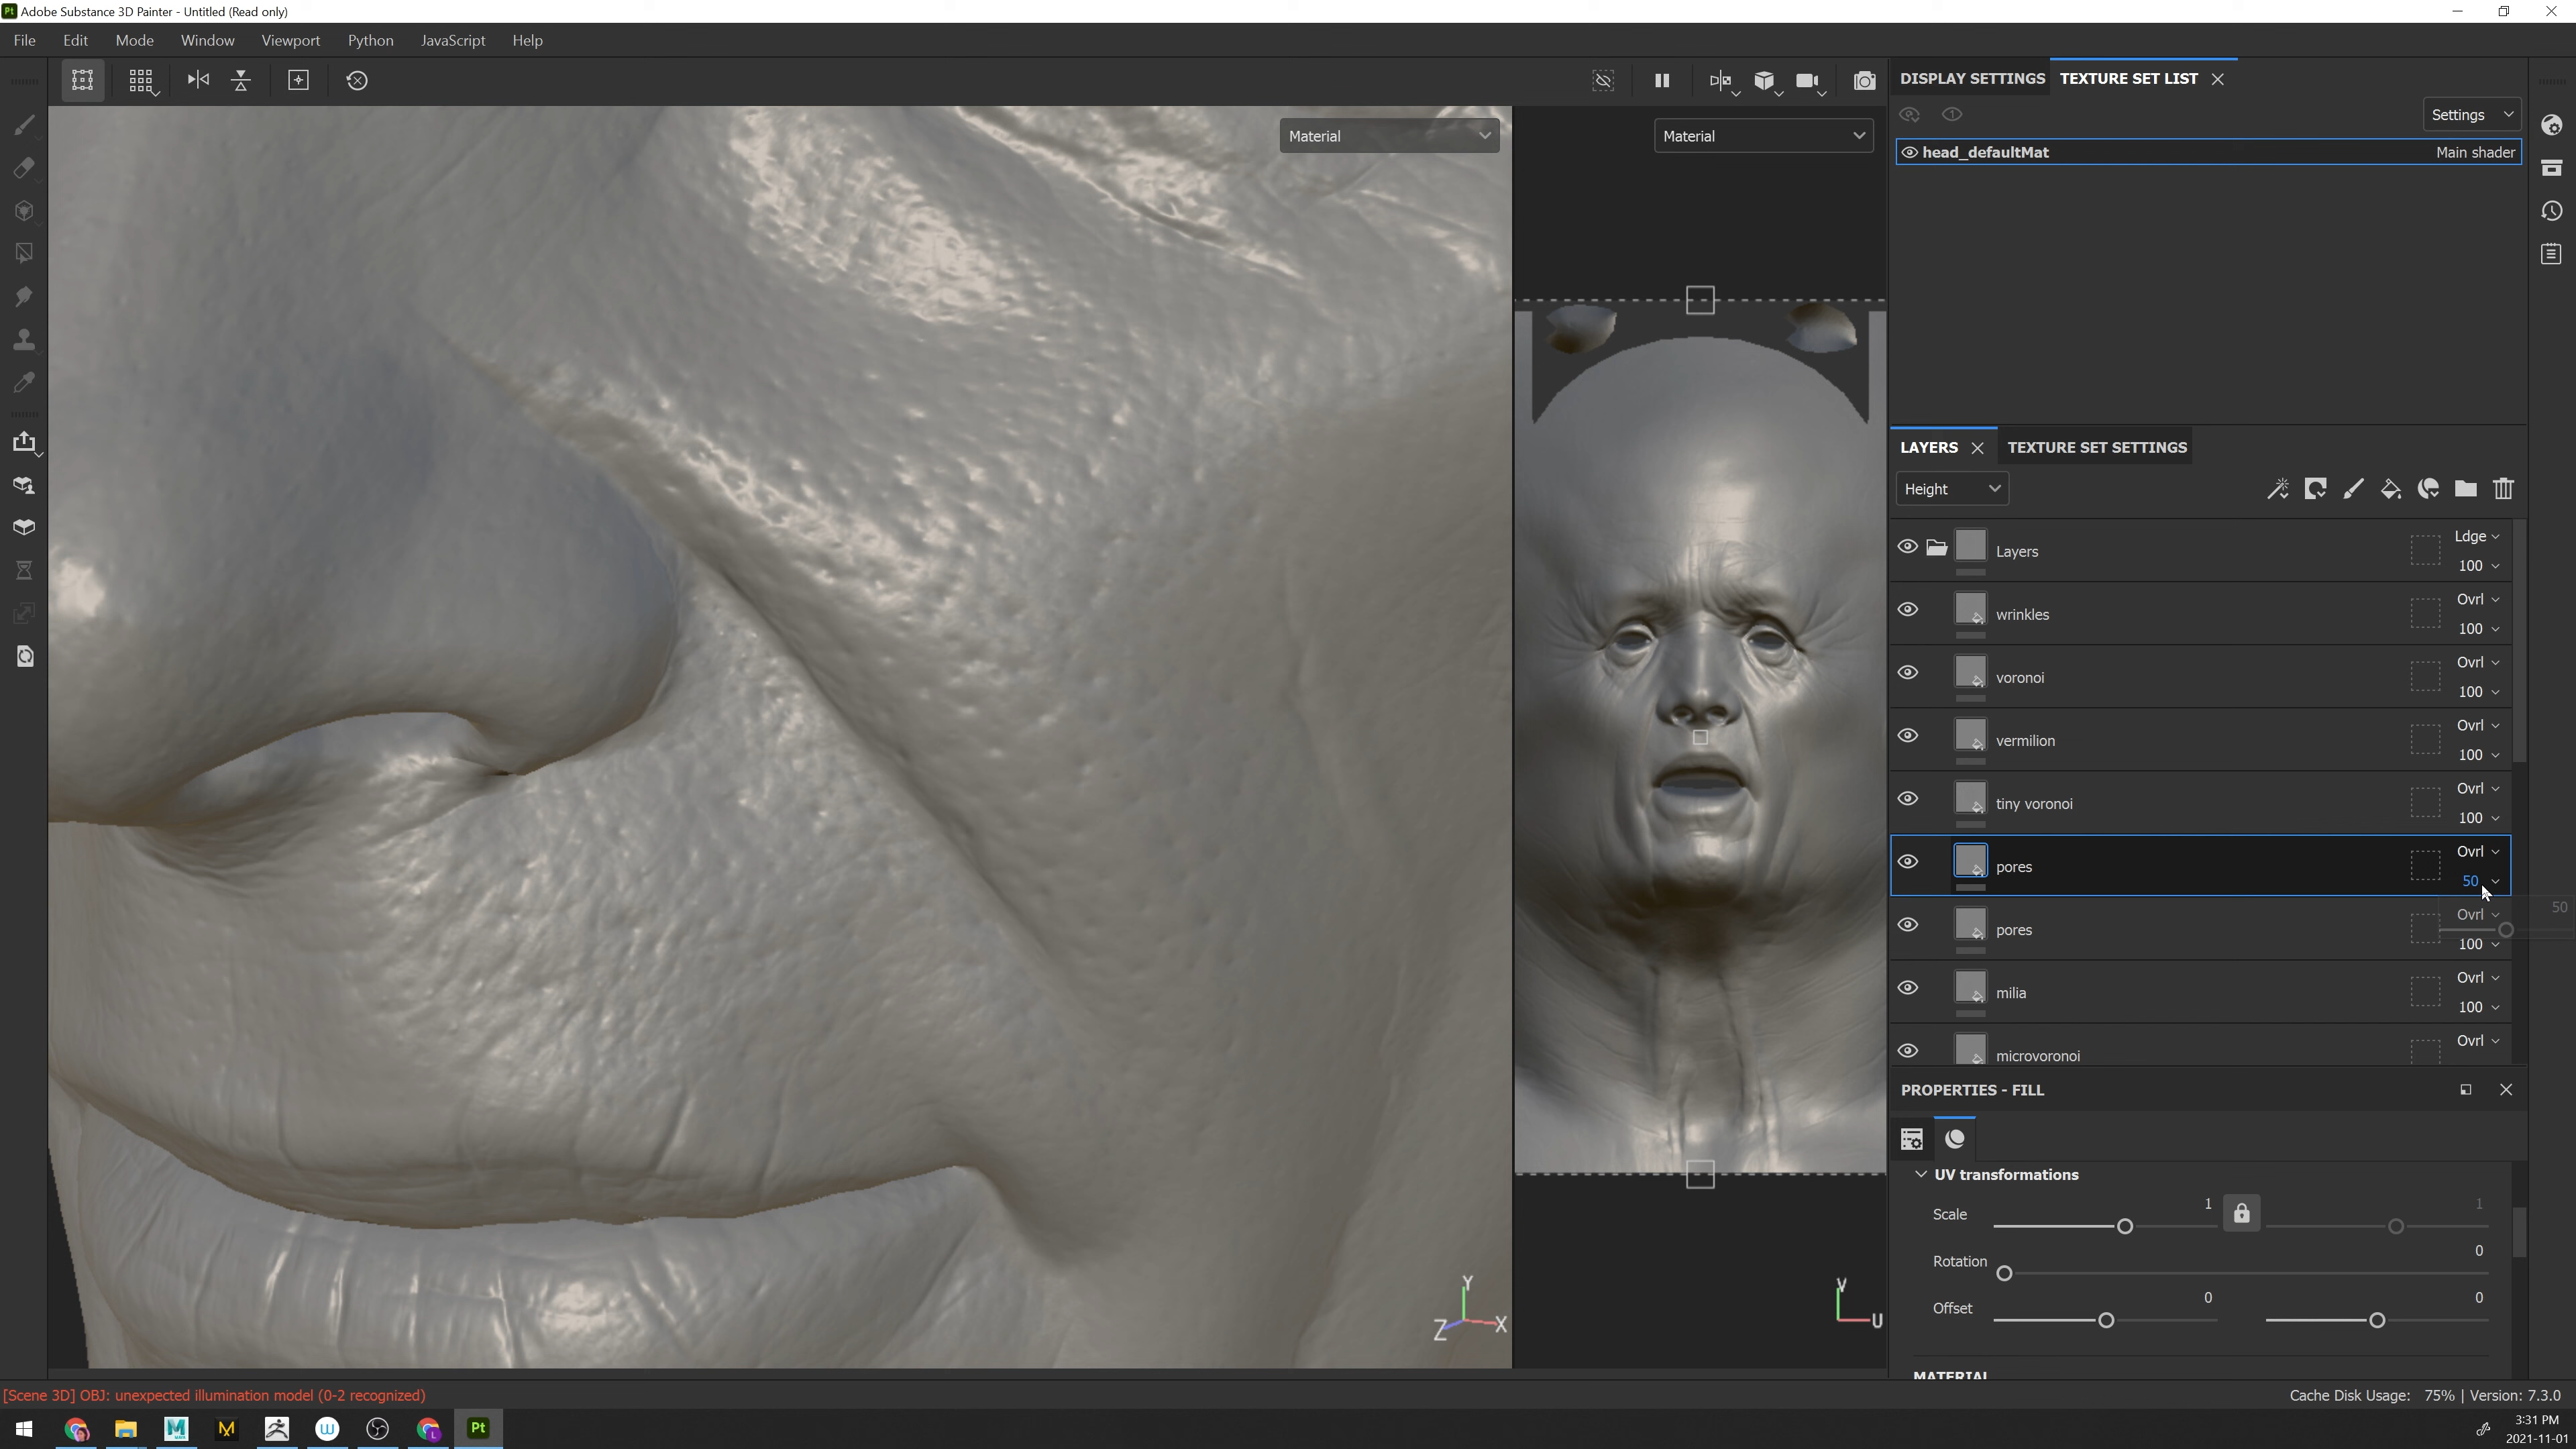 Pt Adobe Substance 3D Painter - Untitled (Read only)
File Edit Mode Window Viewport Python JavaScript Help
DISPLAY SETTINGS TEXTURE SET LIST
Settings
Material
Material
head_defaultMat Main shader
LAYERS TEXTURE SET SETTINGS
Height
Ldge
Layers
100
Ovrl
wrinkles
100
Ovrl
voronoi
100
Ovrl
vermilion
100
Ovrl
tiny voronoi
100
Ovrl
pores
50
50
Ovrl
pores
100
Ovrl
milia
100
Ovrl
microvoronoi
PROPERTIES - FILL
UV transformations
Scale 1 1
Rotation 0
Offset 0 0
MATERIAL
Y
Z X
V
U
[Scene 3D] OBJ: unexpected illumination model (0-2 recognized)
Cache Disk Usage: 75% | Version: 7.3.0
Pt
3:31 PM
2021-11-01